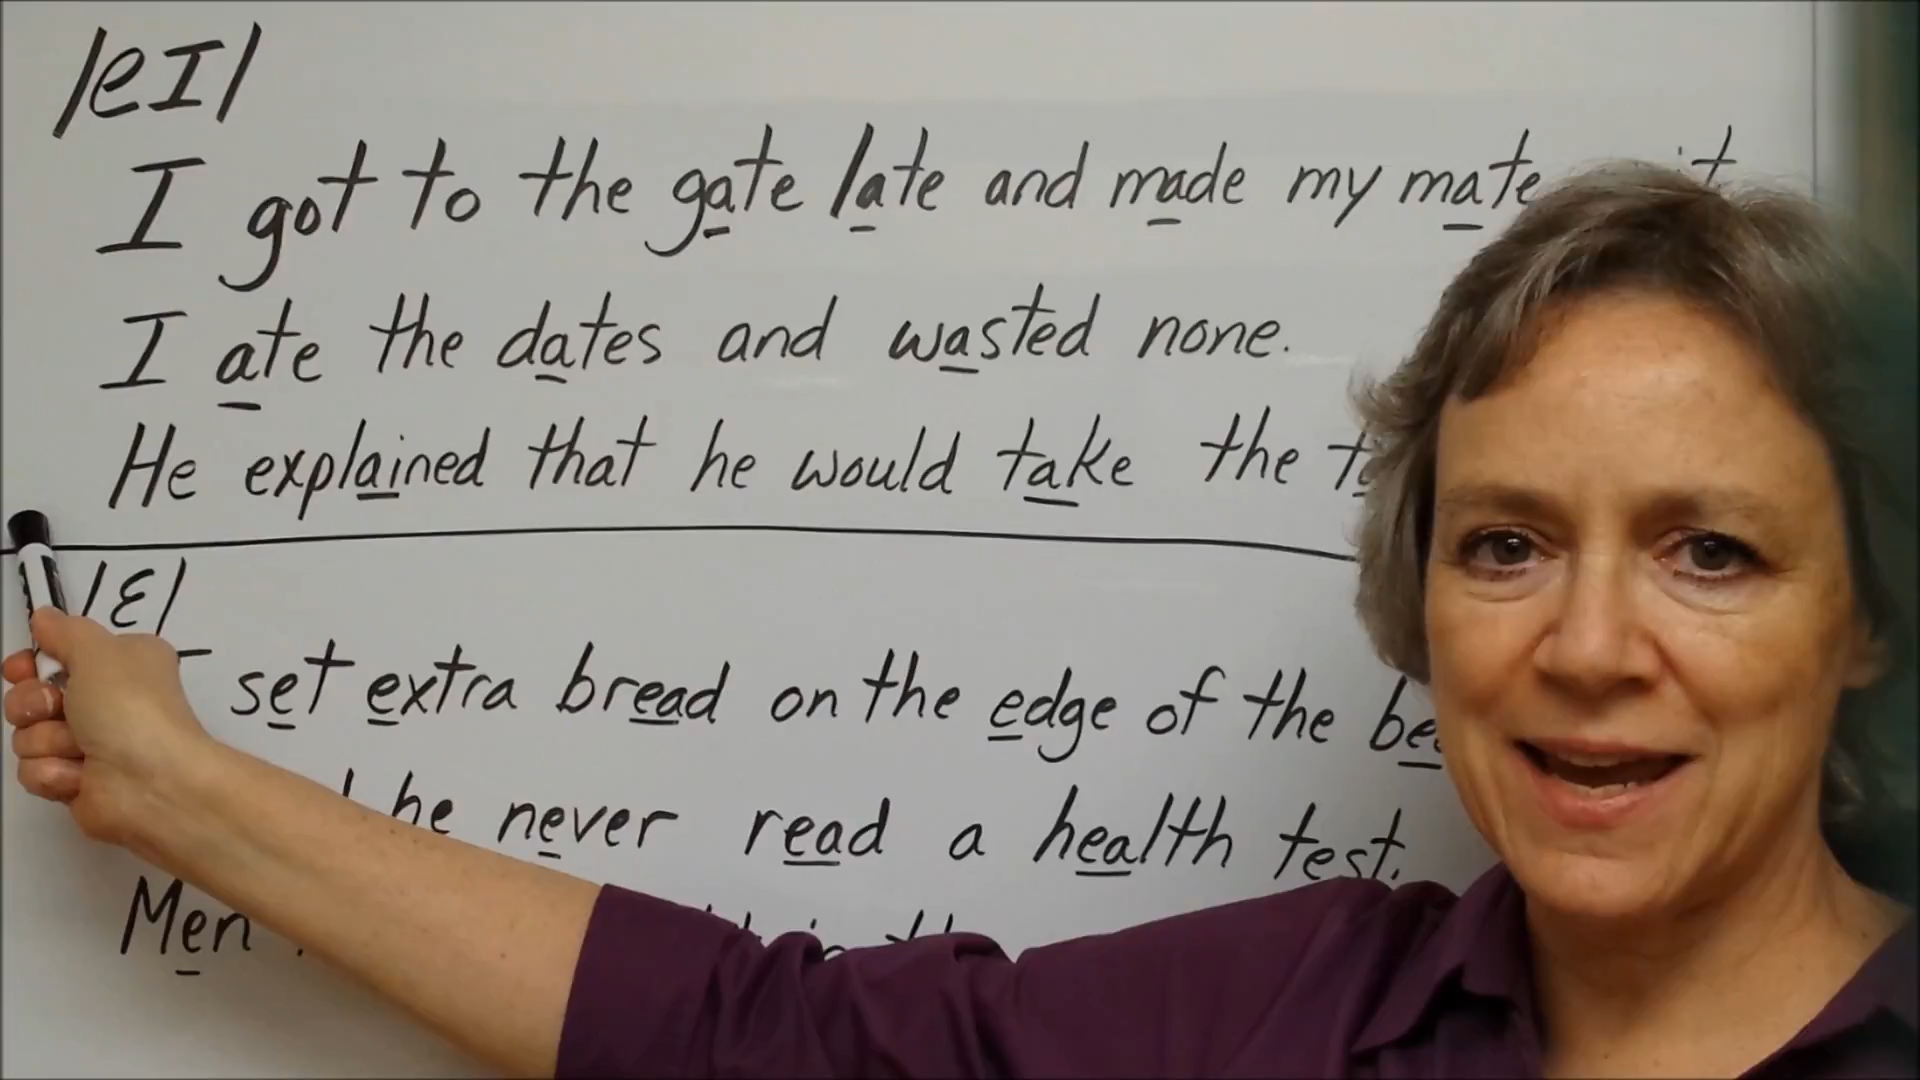 /eI/
I got to the gate late and made my mate
I ate the dates and wasted none.
He explained that he would take the
/ɛ/
set extra bread on the edge of the
he never read a health test.
Men